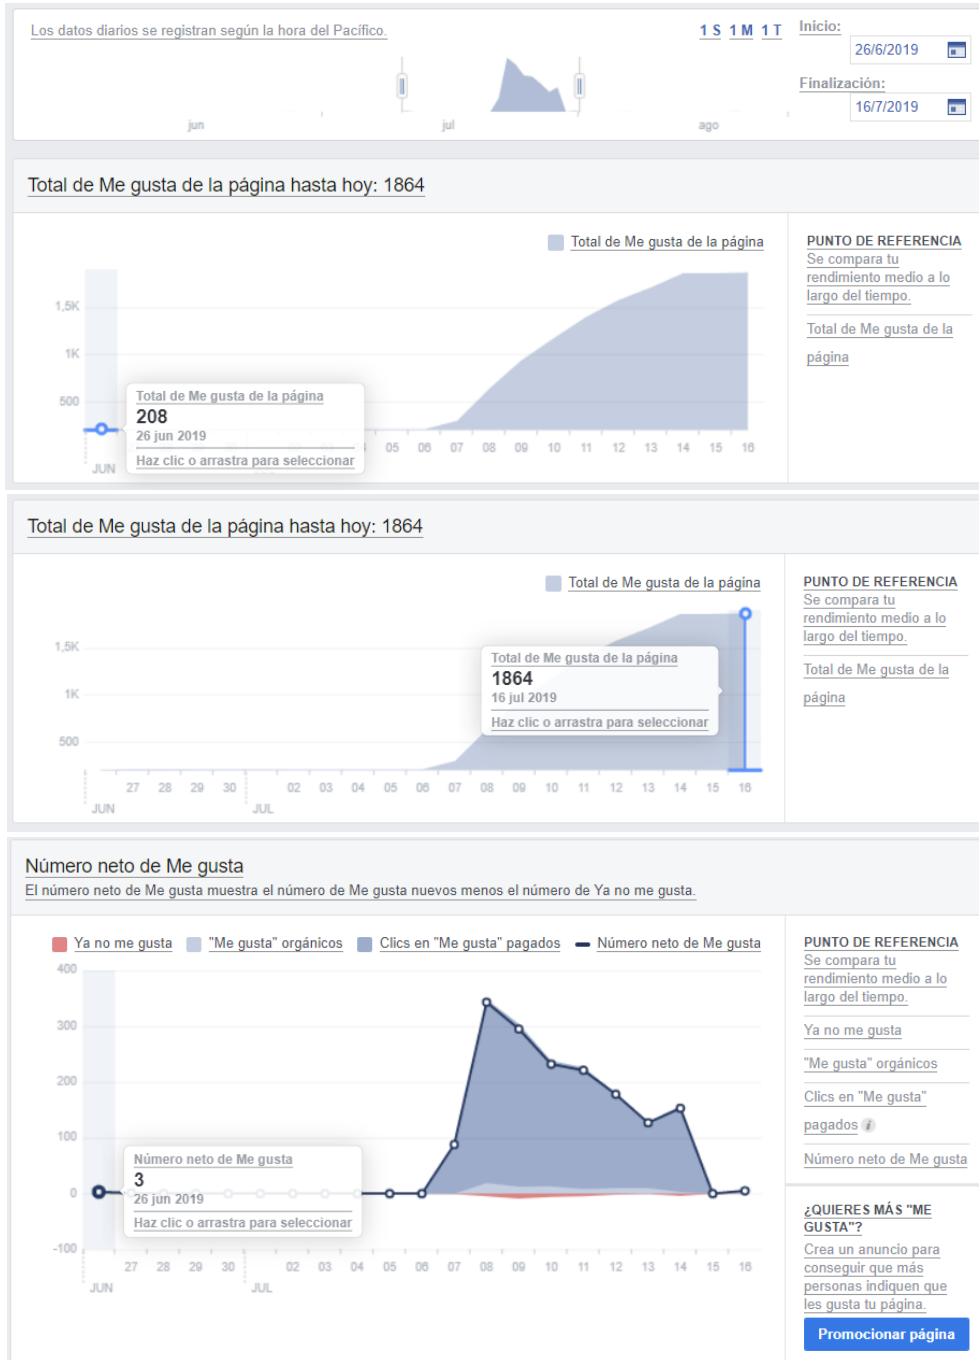 Los datos diarios se registran según la hora del Pacífico.
1 S 1 M 1 T
Inicio:
26/6/2019
Finalización:
16/7/2019
jun
jul
ago
Total de Me gusta de la página hasta hoy: 1864
Total de Me gusta de la página
1,5K
1K
500
Total de Me gusta de la página
208
26 jun 2019
Haz clic o arrastra para seleccionar
05 06 07 08 09 10 11 12 13 14 15 16
JUN
PUNTO DE REFERENCIA
Se compara tu
rendimiento medio a lo
largo del tiempo.
Total de Me gusta de la
página
Total de Me gusta de la página hasta hoy: 1864
Total de Me gusta de la página
1,5K
1K
500
Total de Me gusta de la página
1864
16 jul 2019
Haz clic o arrastra para seleccionar
27 28 29 30 02 03 04 05 06 07 08 09 10 11 12 13 14 15 16
JUN JUL
PUNTO DE REFERENCIA
Se compara tu
rendimiento medio a lo
largo del tiempo.
Total de Me gusta de la
página
Número neto de Me gusta
El número neto de Me gusta muestra el número de Me gusta nuevos menos el número de Ya no me gusta.
Ya no me gusta "Me gusta" orgánicos Clics en "Me gusta" pagados Número neto de Me gusta
400
300
200
100
0
-100
Número neto de Me gusta
3
26 jun 2019
Haz clic o arrastra para seleccionar
27 28 29 30 02 03 04 05 06 07 08 09 10 11 12 13 14 15 16
JUN JUL
PUNTO DE REFERENCIA
Se compara tu
rendimiento medio a lo
largo del tiempo.
Ya no me gusta
"Me gusta" orgánicos
Clics en "Me gusta"
pagados i
Número neto de Me gusta
¿QUIERES MÁS "ME
GUSTA"?
Crea un anuncio para
conseguir que más
personas indiquen que
les gusta tu página.
Promocionar página